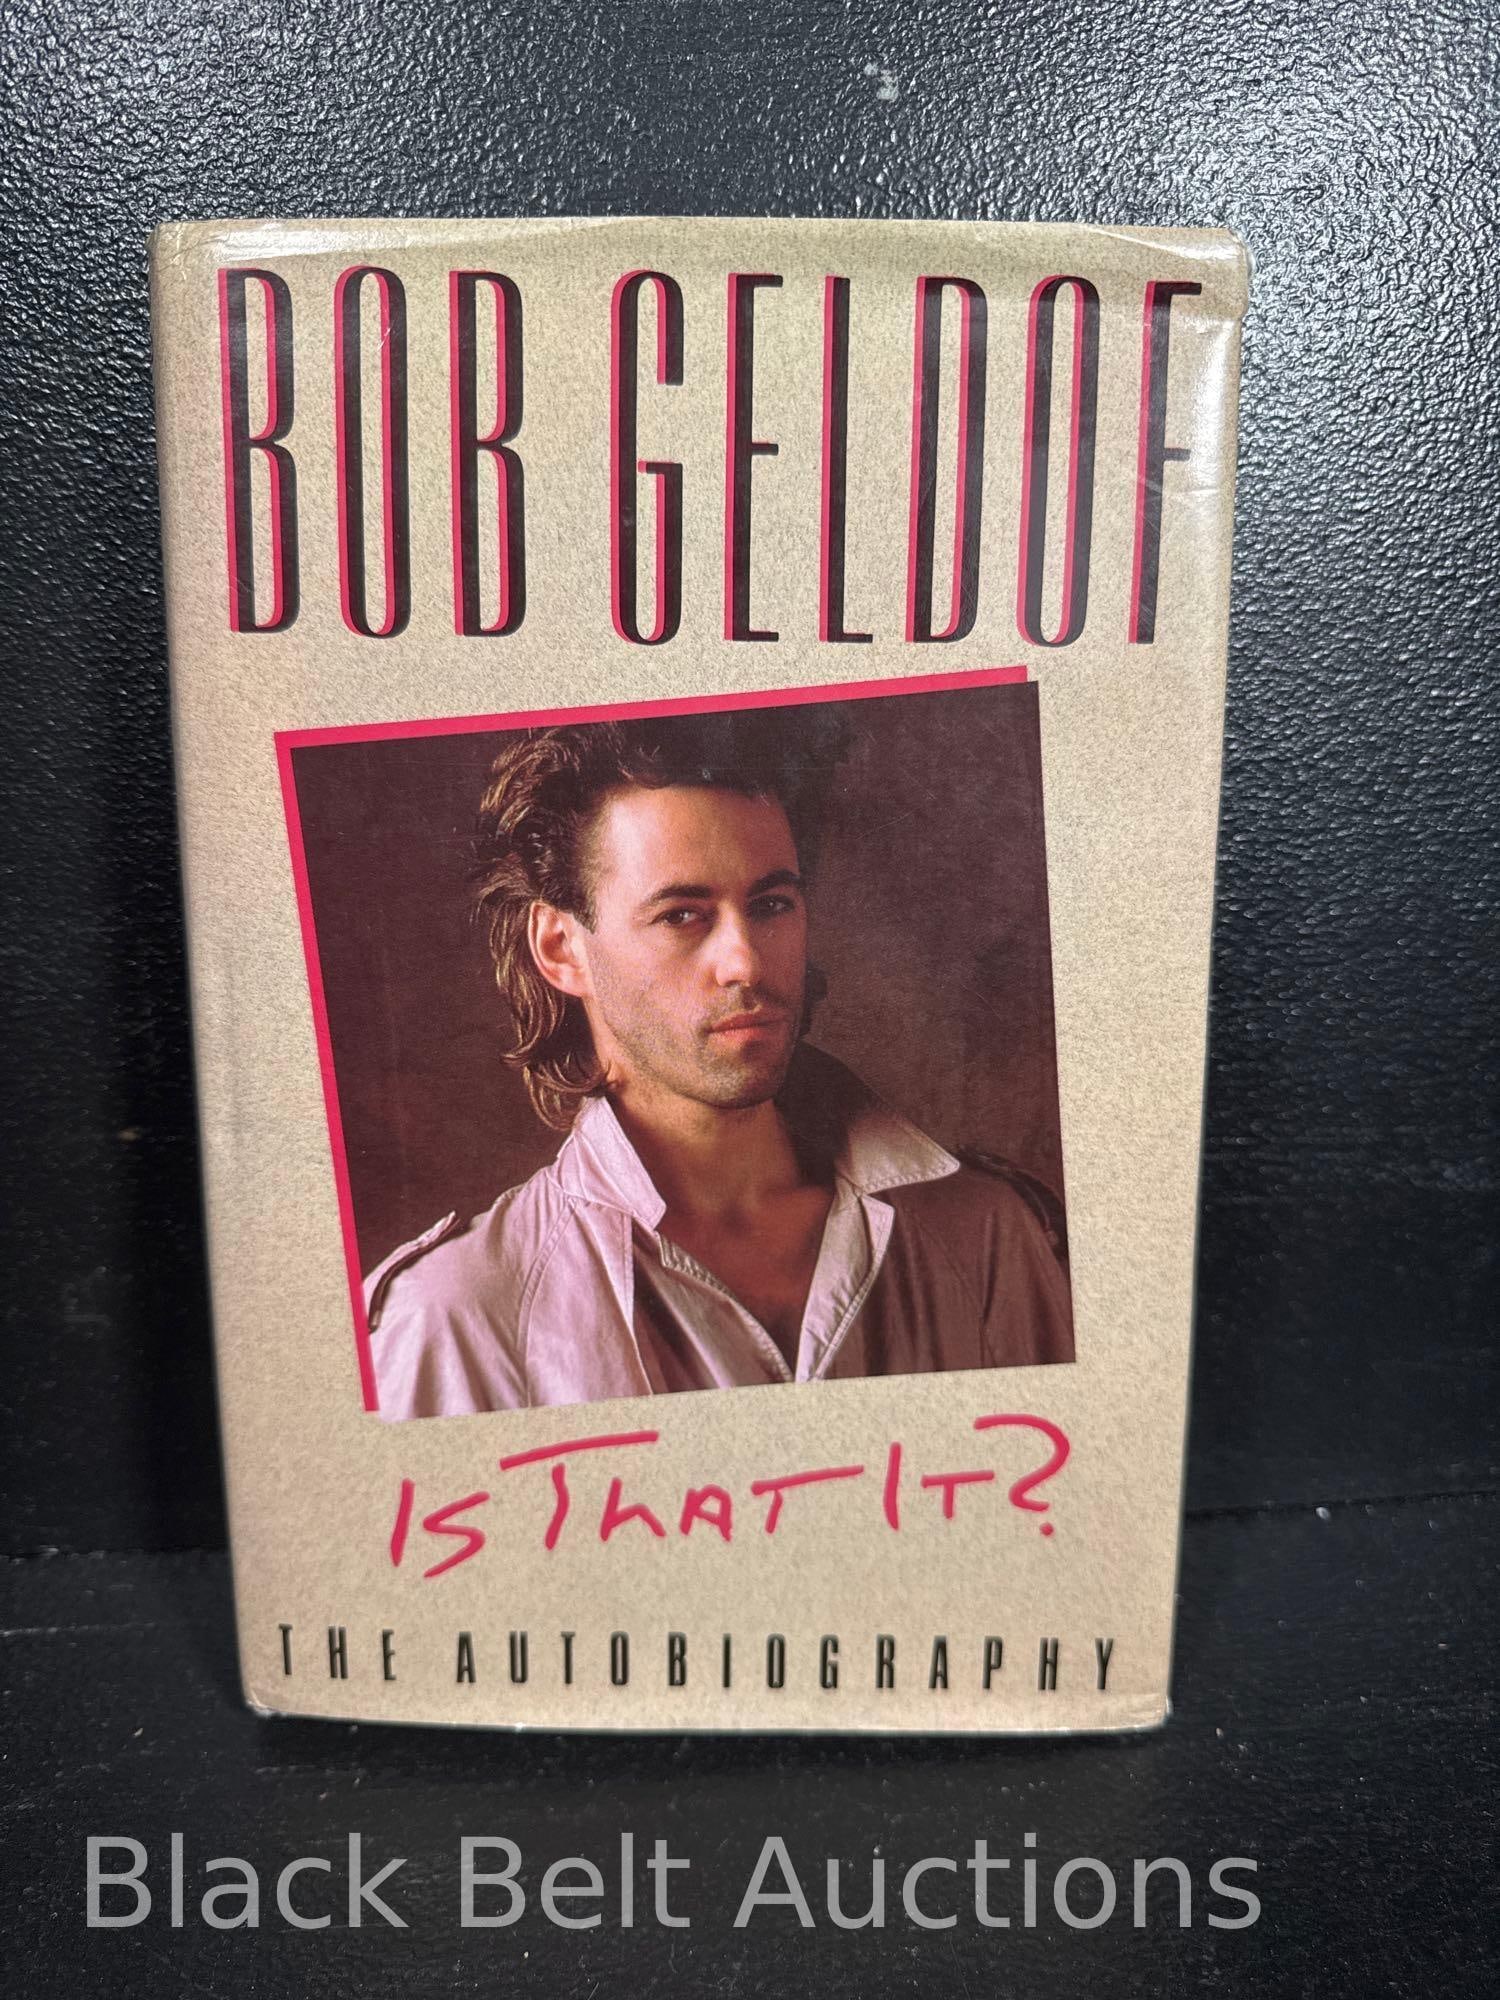 BOB GELDOF
IS THAT IT?
THE AUTOBIOGRAPHY
Black Belt Auctions